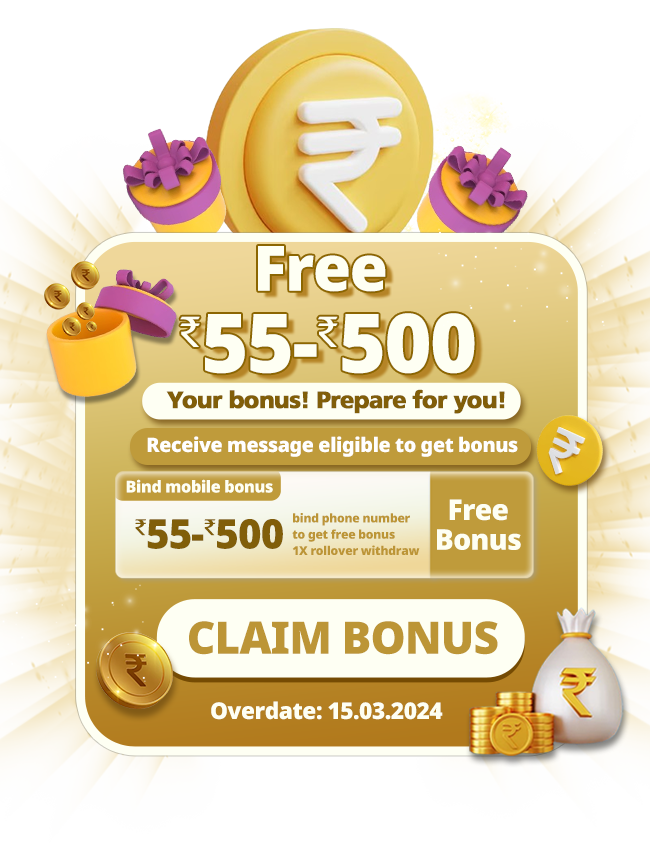 Free
₹55-₹500
Your bonus! Prepare for you!
Receive message eligible to get bonus
Bind mobile bonus
₹55-₹500
bind phone number
to get free bonus
1X rollover withdraw
Free
Bonus
CLAIM BONUS
Overdate: 15.03.2024